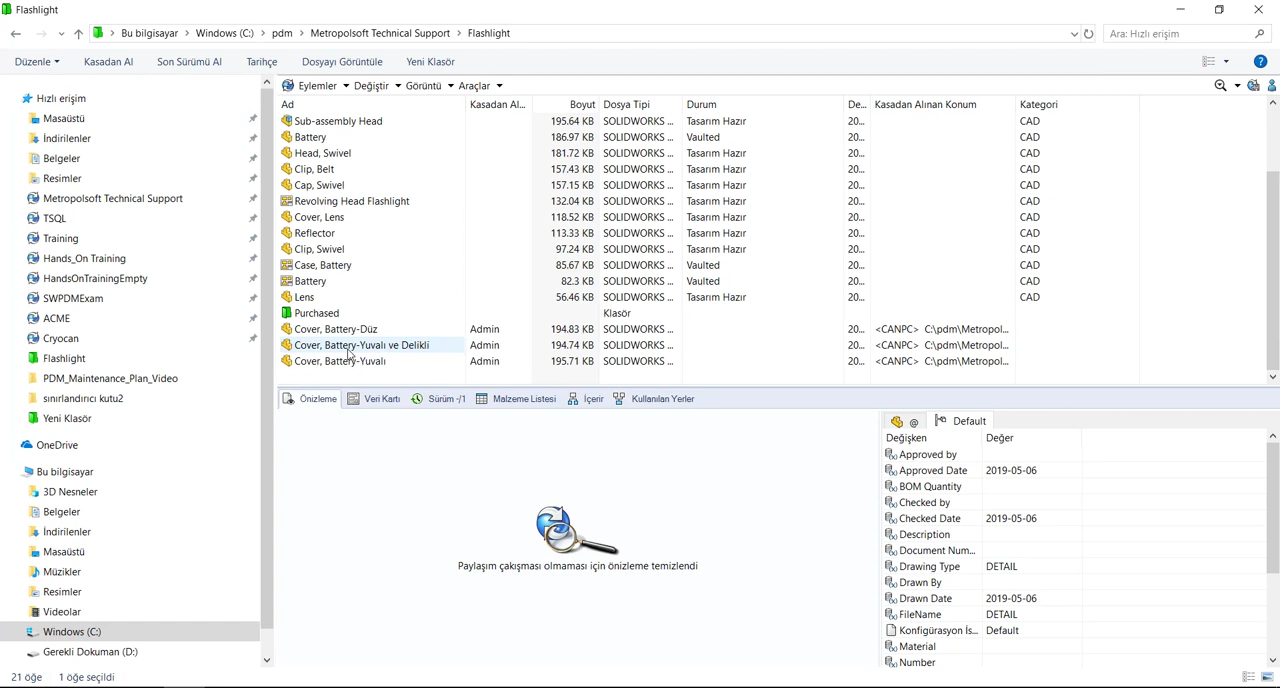 Flashlight
Bu bilgisayar > Windows (C:) > pdm > Metropolsoft Technical Support > Flashlight
Ara: Hızlı erişim
Düzenle Kasadan Al Son Sürümü Al Tarihçe Dosyayı Görüntüle Yeni Klasör
Hızlı erişim
Masaüstü
İndirilenler
Belgeler
Resimler
Metropolsoft Technical Support
TSQL
Training
Hands_On Training
HandsOnTrainingEmpty
SWPDMExam
ACME
Cryocan
Flashlight
PDM_Maintenance_Plan_Video
sınırlandırıcı kutu2
Yeni Klasör
OneDrive
Bu bilgisayar
3D Nesneler
Belgeler
İndirilenler
Masaüstü
Müzikler
Resimler
Videolar
Windows (C:)
Gerekli Dokuman (D:)
Eylemler Değiştir Görüntü Araçlar
Ad Kasadan Al... Boyut Dosya Tipi Durum De... Kasadan Alınan Konum Kategori
Sub-assembly Head 195.64 KB SOLIDWORKS ... Tasarım Hazır 20... CAD
Battery 186.97 KB SOLIDWORKS ... Vaulted 20... CAD
Head, Swivel 181.72 KB SOLIDWORKS ... Tasarım Hazır 20... CAD
Clip, Belt 157.43 KB SOLIDWORKS ... Tasarım Hazır 20... CAD
Cap, Swivel 157.15 KB SOLIDWORKS ... Tasarım Hazır 20... CAD
Revolving Head Flashlight 132.04 KB SOLIDWORKS ... Tasarım Hazır 20... CAD
Cover, Lens 118.52 KB SOLIDWORKS ... Tasarım Hazır 20... CAD
Reflector 113.33 KB SOLIDWORKS ... Tasarım Hazır 20... CAD
Clip, Swivel 97.24 KB SOLIDWORKS ... Tasarım Hazır 20... CAD
Case, Battery 85.67 KB SOLIDWORKS ... Vaulted 20... CAD
Battery 82.3 KB SOLIDWORKS ... Vaulted 20... CAD
Lens 56.46 KB SOLIDWORKS ... Tasarım Hazır 20... CAD
Purchased Klasör
Cover, Battery-Düz Admin 194.83 KB SOLIDWORKS ... 20... <CANPC> C:\pdm\Metropol... CAD
Cover, Battery-Yuvalı ve Delikli Admin 194.74 KB SOLIDWORKS ... 20... <CANPC> C:\pdm\Metropol... CAD
Cover, Battery-Yuvalı Admin 195.71 KB SOLIDWORKS ... 20... <CANPC> C:\pdm\Metropol... CAD
Önizleme Veri Kartı Sürüm -/1 Malzeme Listesi İçerir Kullanılan Yerler
Paylaşım çakışması olmaması için önizleme temizlendi
@ Default
Değişken Değer
Approved by
Approved Date 2019-05-06
BOM Quantity
Checked by
Checked Date 2019-05-06
Description
Document Num...
Drawing Type DETAIL
Drawn By
Drawn Date 2019-05-06
FileName DETAIL
Konfigürasyon İs... Default
Material
Number
21 öğe 1 öğe seçildi